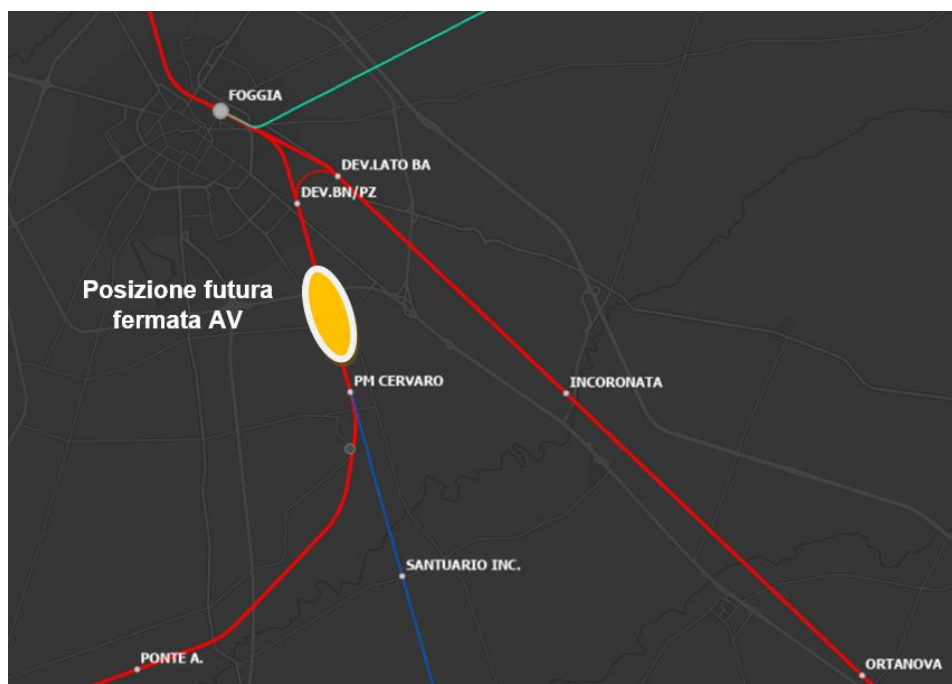 FOGGIA
DEV.LATO BA
DEV.BN/PZ
Posizione futura
fermata AV
PM CERVARO
INCORONATA
SANTUARIO INC.
PONTE A.
ORTANOVA